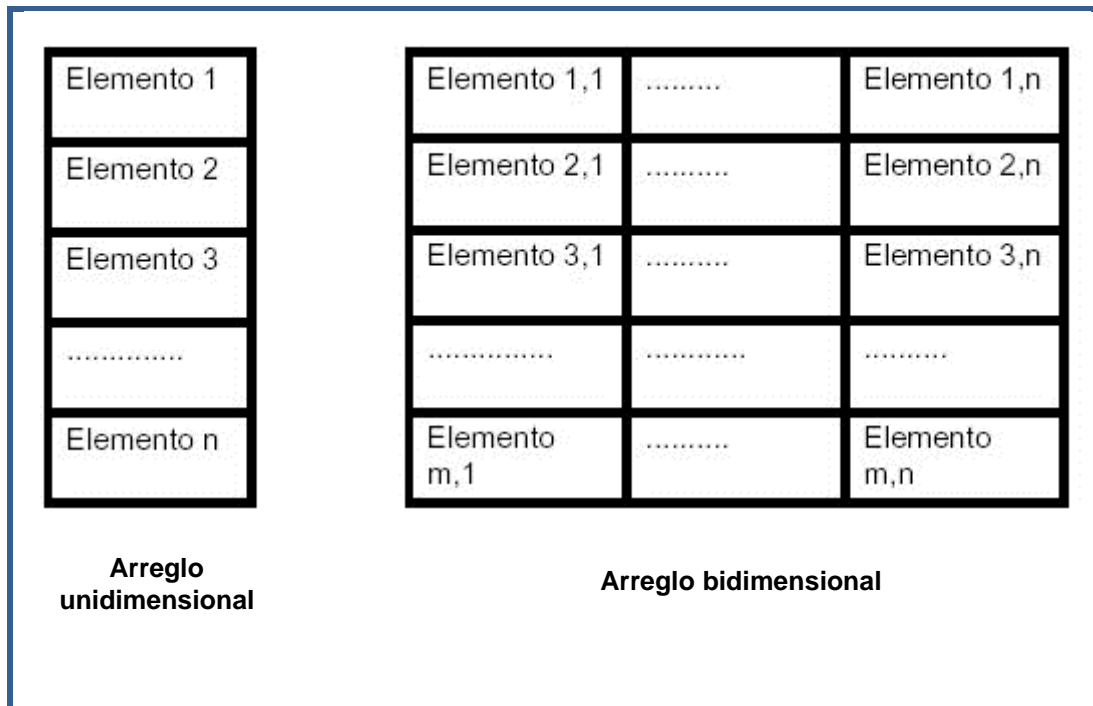 Elemento 1
Elemento 2
Elemento 3
..............
Elemento n
Arreglo
unidimensional
Elemento 1,1 ......... Elemento 1,n
Elemento 2,1 .......... Elemento 2,n
Elemento 3,1 .......... Elemento 3,n
............... ............ ..........
Elemento .......... Elemento
m,1 m,n
Arreglo bidimensional